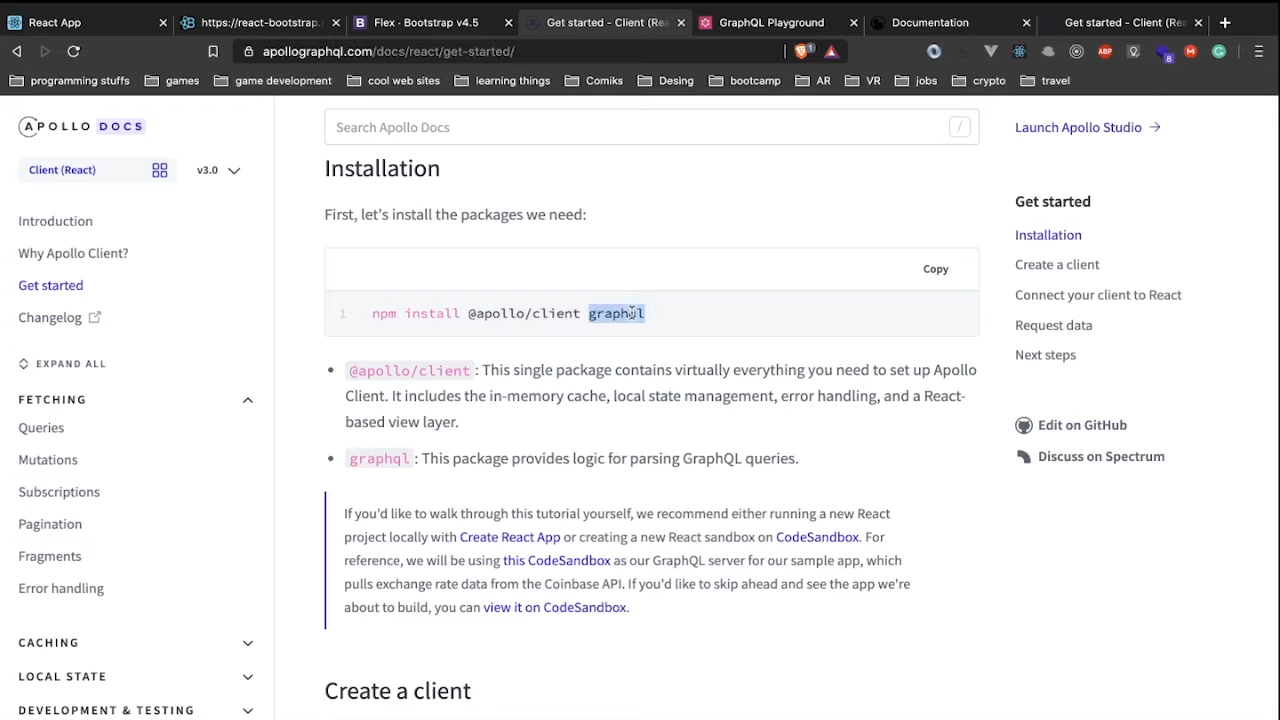 React App
https://react-bootstrap.
Flex · Bootstrap v4.5
Get started - Client (Rea
GraphQL Playground
Documentation
Get started - Client (Reac
apollographql.com/docs/react/get-started/
programming stuffs
games
game development
cool web sites
learning things
Comiks
Desing
bootcamp
AR
VR
jobs
crypto
travel
APOLLO DOCS
Search Apollo Docs
/
Launch Apollo Studio →
Client (React)
v3.0
Introduction
Why Apollo Client?
Get started
Changelog
EXPAND ALL
FETCHING
Queries
Mutations
Subscriptions
Pagination
Fragments
Error handling
CACHING
LOCAL STATE
DEVELOPMENT & TESTING
Installation
First, let's install the packages we need:
Copy
1 npm install @apollo/client graphql
• @apollo/client: This single package contains virtually everything you need to set up Apollo
Client. It includes the in-memory cache, local state management, error handling, and a React-
based view layer.
• graphql: This package provides logic for parsing GraphQL queries.
If you'd like to walk through this tutorial yourself, we recommend either running a new React
project locally with Create React App or creating a new React sandbox on CodeSandbox. For
reference, we will be using this CodeSandbox as our GraphQL server for our sample app, which
pulls exchange rate data from the Coinbase API. If you'd like to skip ahead and see the app we're
about to build, you can view it on CodeSandbox.
Create a client
Get started
Installation
Create a client
Connect your client to React
Request data
Next steps
Edit on GitHub
Discuss on Spectrum